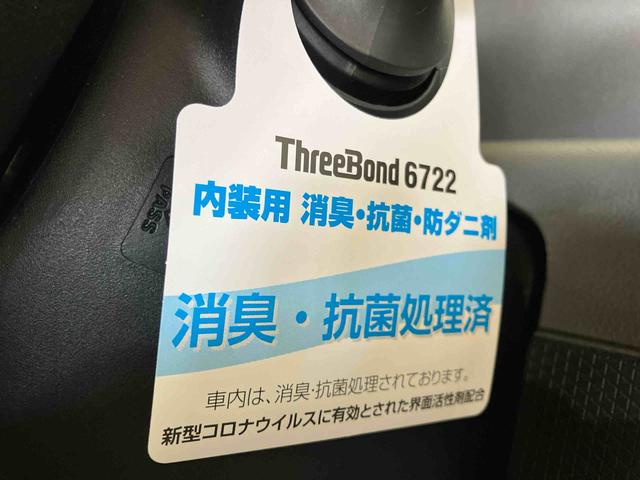 ThreeBond 6722
内装用 消臭・抗菌・防ダニ剤
PASS
消臭・抗菌処理済
車内は、消臭・抗菌処理されております。
新型コロナウイルスに有効とされた界面活性剤配合